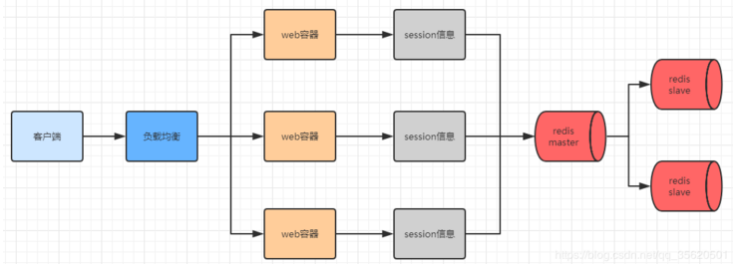 web容器
session信息
redis
slave
客户端
负载均衡
web容器
session信息
redis
master
redis
slave
web容器
session信息
https://blog.csdn.net/qq_35620501